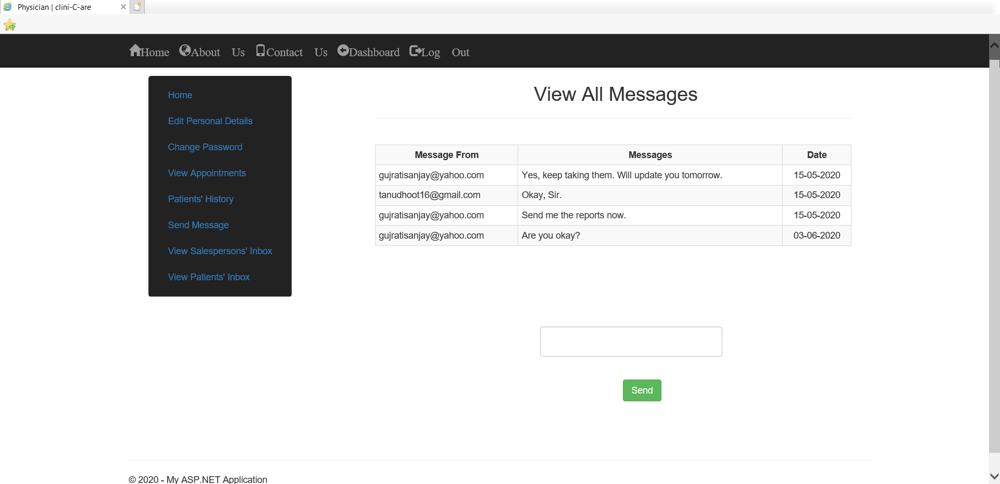 Physician | clini-C-are
Home About Us Contact Us Dashboard Log Out
Home
Edit Personal Details
Change Password
View Appointments
Patients' History
Send Message
View Salespersons' Inbox
View Patients' Inbox
View All Messages
Message From Messages Date
gujratisanjay@yahoo.com Yes, keep taking them. Will update you tomorrow. 15-05-2020
tanudhoot16@gmail.com Okay, Sir. 15-05-2020
gujratisanjay@yahoo.com Send me the reports now. 15-05-2020
gujratisanjay@yahoo.com Are you okay? 03-06-2020
Send
© 2020 - My ASP.NET Application